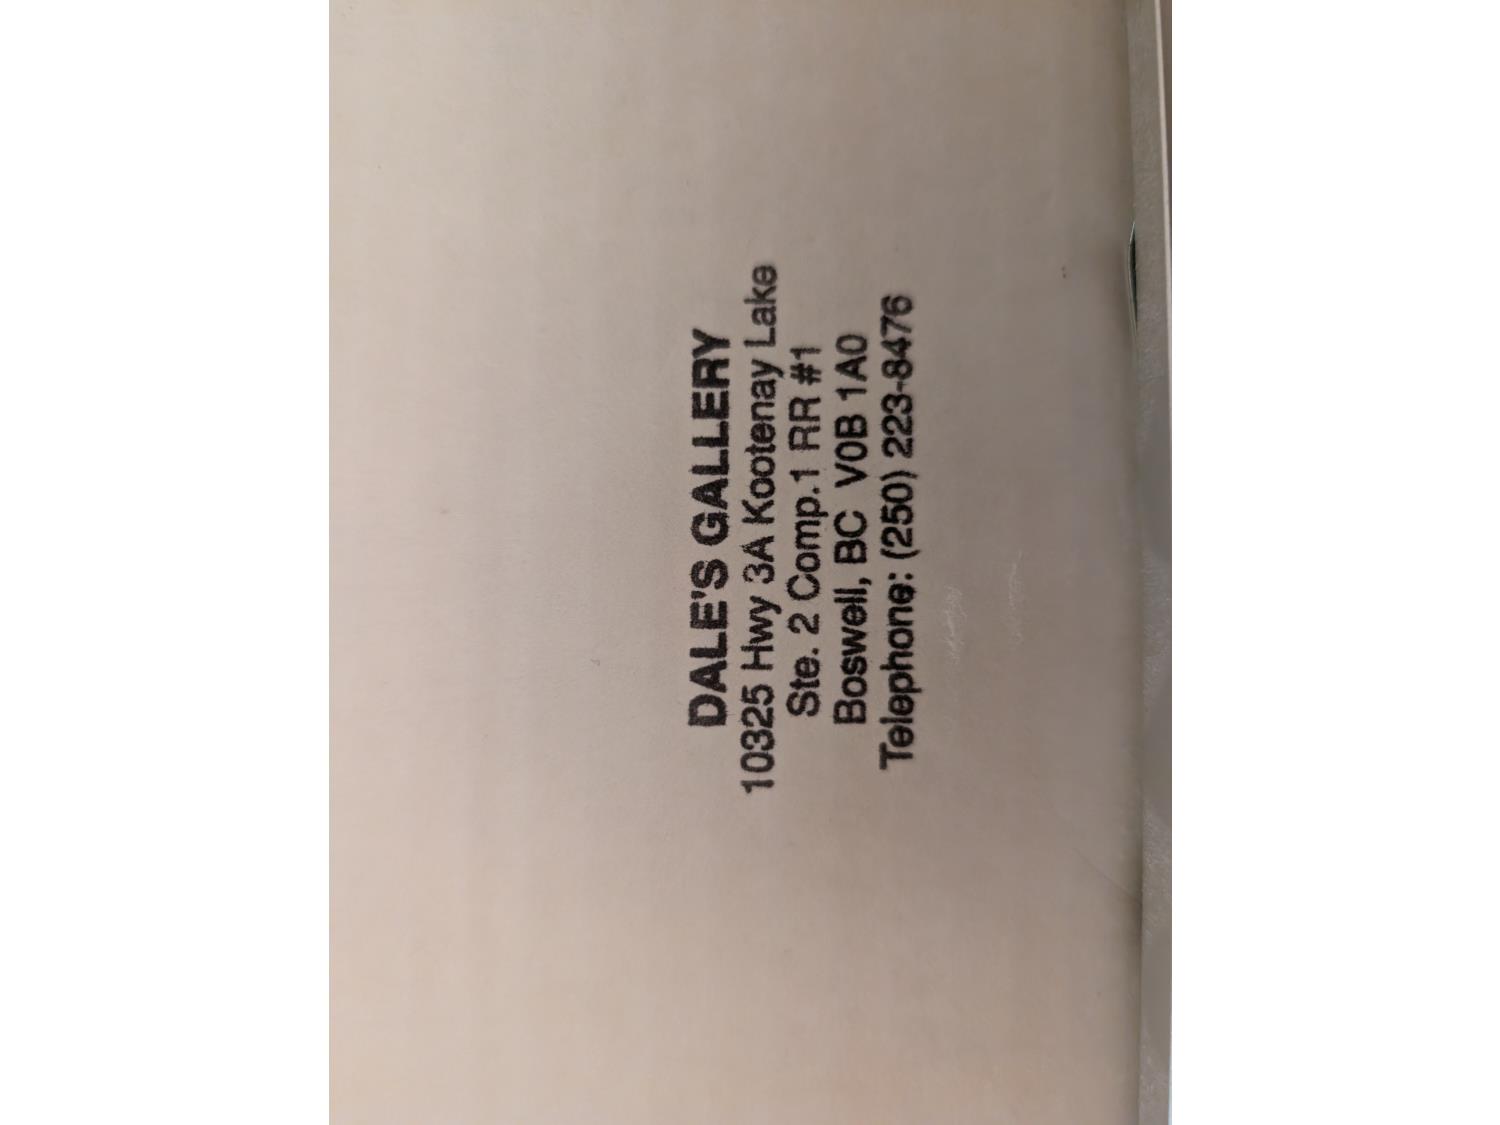 DALE'S GALLERY
10325 Hwy 3A Kootenay Lake
Ste. 2 Comp.1 RR #1
Boswell, BC V0B 1A0
Telephone: (250) 223-8476